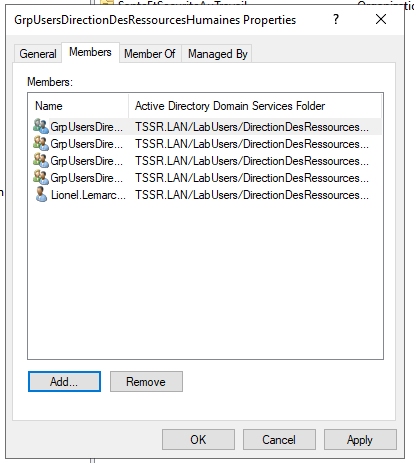 GrpUsersDirectionDesRessourcesHumaines Properties
General Members Member Of Managed By
Members:
Name Active Directory Domain Services Folder
GrpUsersDire... TSSR.LAN/LabUsers/DirectionDesRessources...
GrpUsersDire... TSSR.LAN/LabUsers/DirectionDesRessources...
GrpUsersDire... TSSR.LAN/LabUsers/DirectionDesRessources...
GrpUsersDire... TSSR.LAN/LabUsers/DirectionDesRessources...
Lionel.Lemarc... TSSR.LAN/LabUsers/DirectionDesRessources...
Add... Remove
OK Cancel Apply